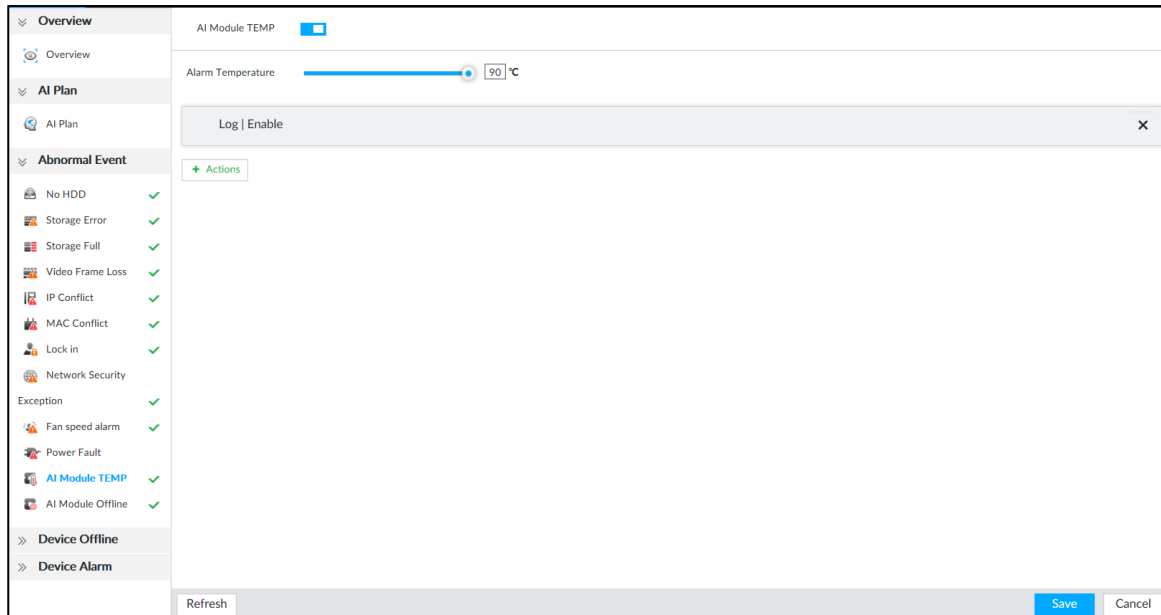 Overview
Overview
AI Plan
AI Plan
Abnormal Event
No HDD
Storage Error
Storage Full
Video Frame Loss
IP Conflict
MAC Conflict
Lock in
Network Security
Exception
Fan speed alarm
Power Fault
AI Module TEMP
AI Module Offline
Device Offline
Device Alarm
AI Module TEMP
Alarm Temperature 90 ℃
Log | Enable
+ Actions
Refresh Save Cancel